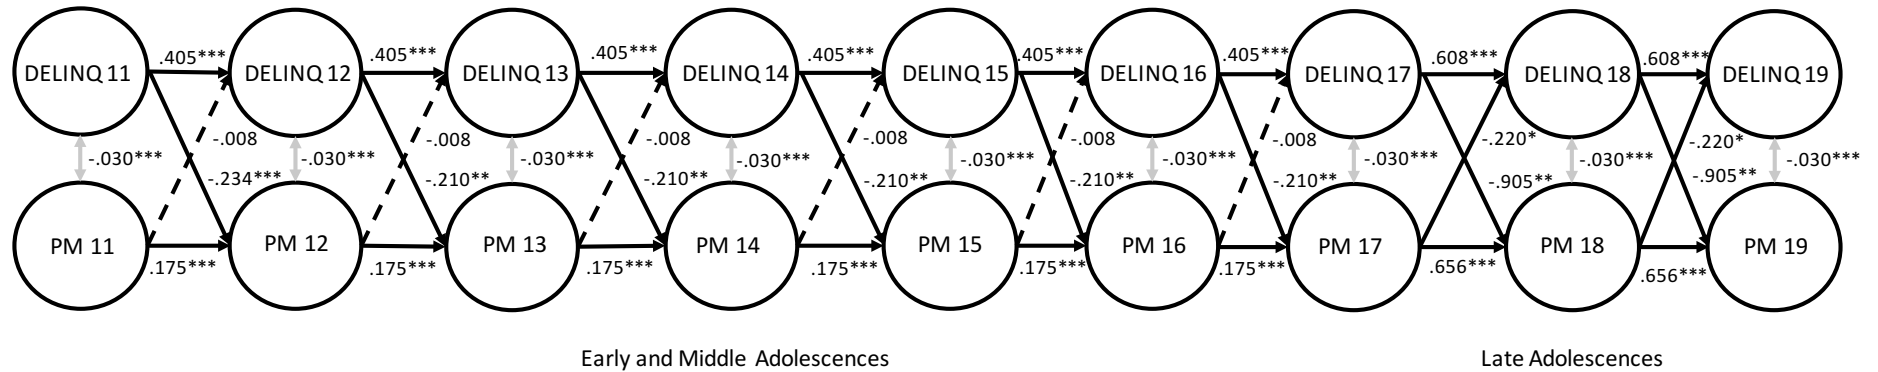 .405*** .405*** .405*** .405*** .405*** .405*** .608*** .608***
DELINQ 11 DELINQ 12 DELINQ 13 DELINQ 14 DELINQ 15 DELINQ 16 DELINQ 17 DELINQ 18 DELINQ 19
-.008 -.008 -.008 -.008 -.008 -.008 -.220* -.220*
-.030*** -.030*** -.030*** -.030*** -.030*** -.030*** -.030*** -.030*** -.030***
-.234*** -.210** -.210** -.210** -.210** -.210** -.905** -.905**
PM 11 PM 12 PM 13 PM 14 PM 15 PM 16 PM 17 PM 18 PM 19
.175*** .175*** .175*** .175*** .175*** .175*** .656*** .656***
Early and Middle Adolescences Late Adolescences